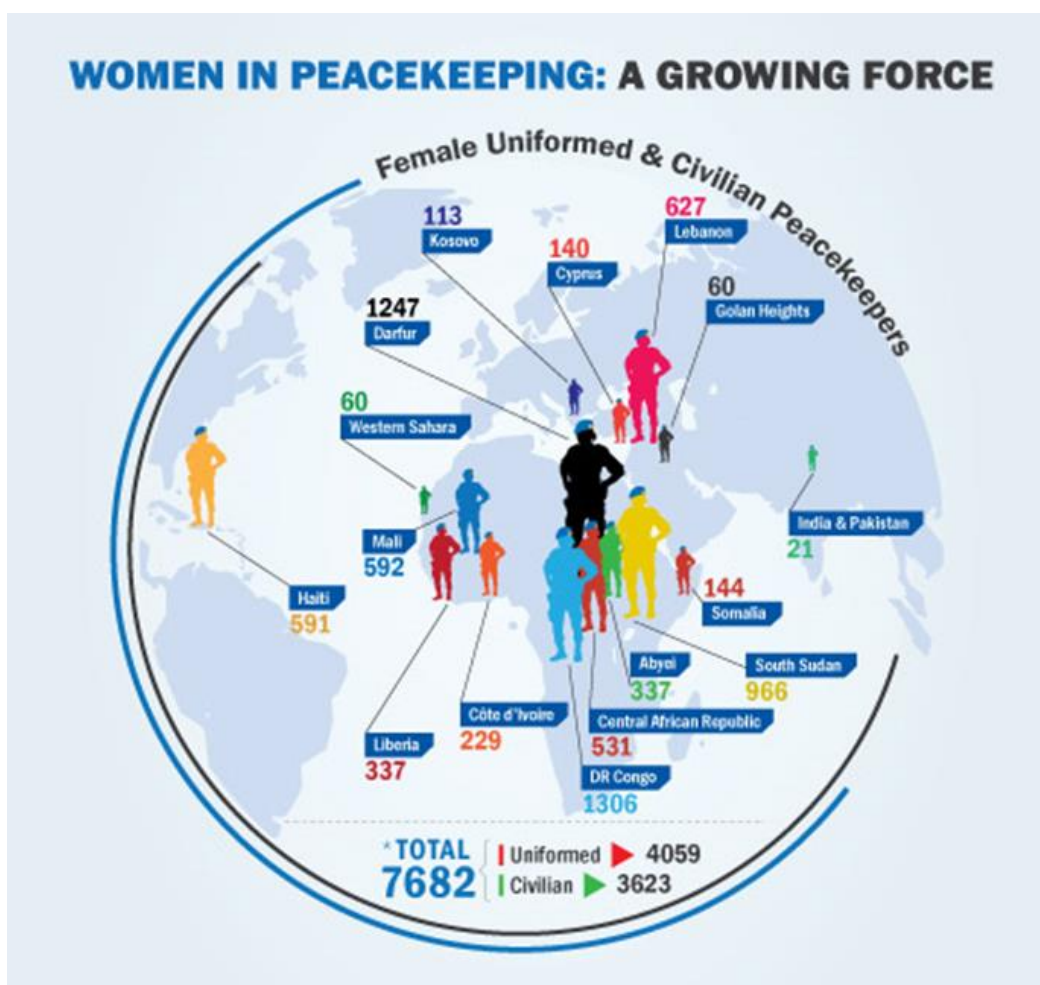 WOMEN IN PEACEKEEPING: A GROWING FORCE
Female Uniformed & Civilian Peacekeepers
113
Kosovo
627
Lebanon
140
Cyprus
60
Golan Heights
1247
Darfur
60
Western Sahara
India & Pakistan
21
Mali
592
Haiti
591
144
Somalia
Abyei
337
South Sudan
966
Côte d'Ivoire
229
Central African Republic
531
Liberia
337
DR Congo
1306
*TOTAL
7682
Uniformed 4059
Civilian 3623